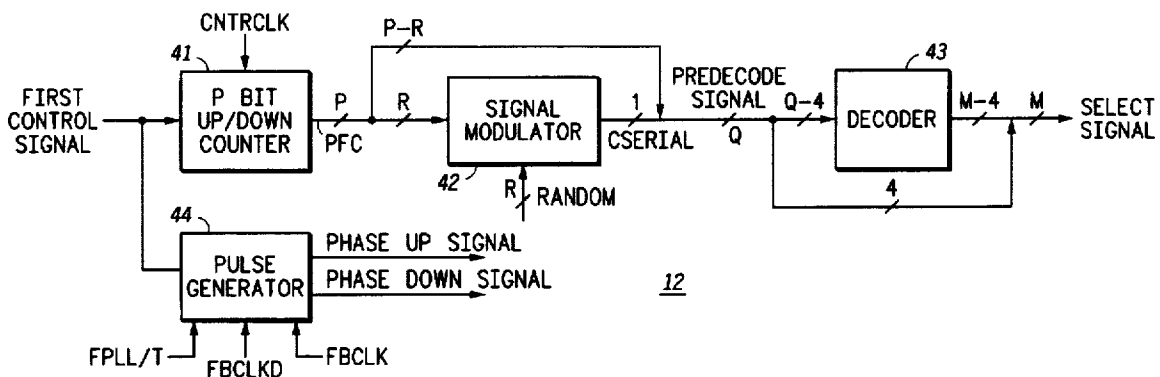 CNTRCLK
41
P-R
43
FIRST
CONTROL
SIGNAL
P BIT
UP/DOWN
COUNTER
P
PFC
R
SIGNAL
MODULATOR
42
1
CSERIAL
PREDECODE
SIGNAL
Q
Q-4
DECODER
M-4
M
SELECT
SIGNAL
R
RANDOM
4
44
PULSE
GENERATOR
PHASE UP SIGNAL
PHASE DOWN SIGNAL
12
FPLL/T
FBCLKD
FBCLK